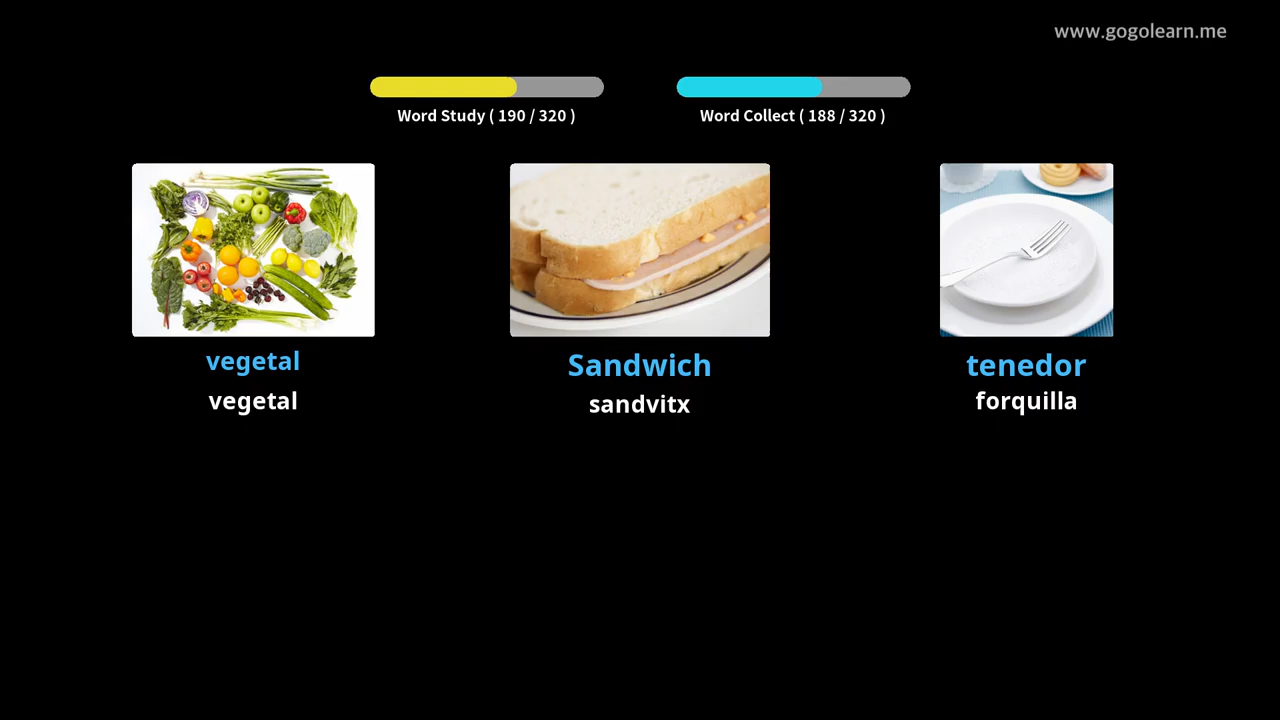 www.gogolearn.me
Word Study ( 190 / 320 )
Word Collect ( 188 / 320 )
vegetal
vegetal
Sandwich
sandvitx
tenedor
forquilla